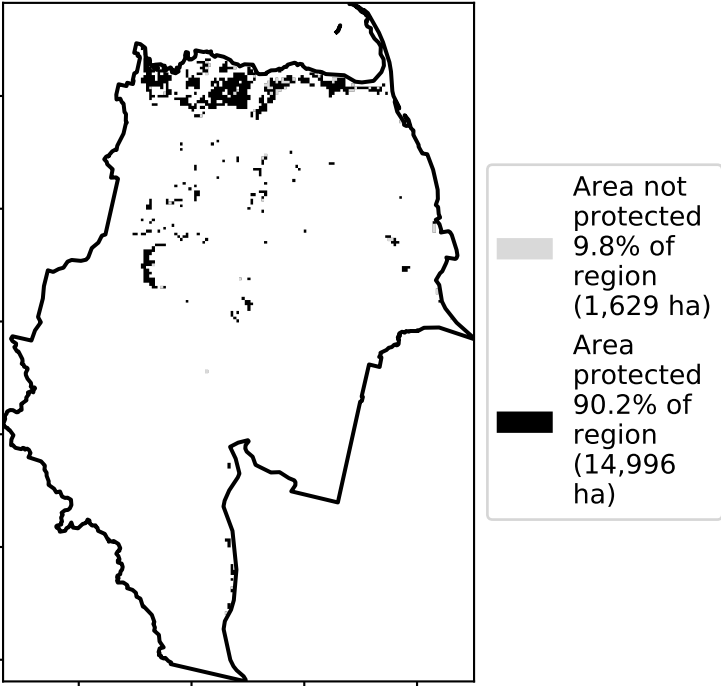 Area not
protected
9.8% of
region
(1,629 ha)
Area
protected
90.2% of
region
(14,996
ha)